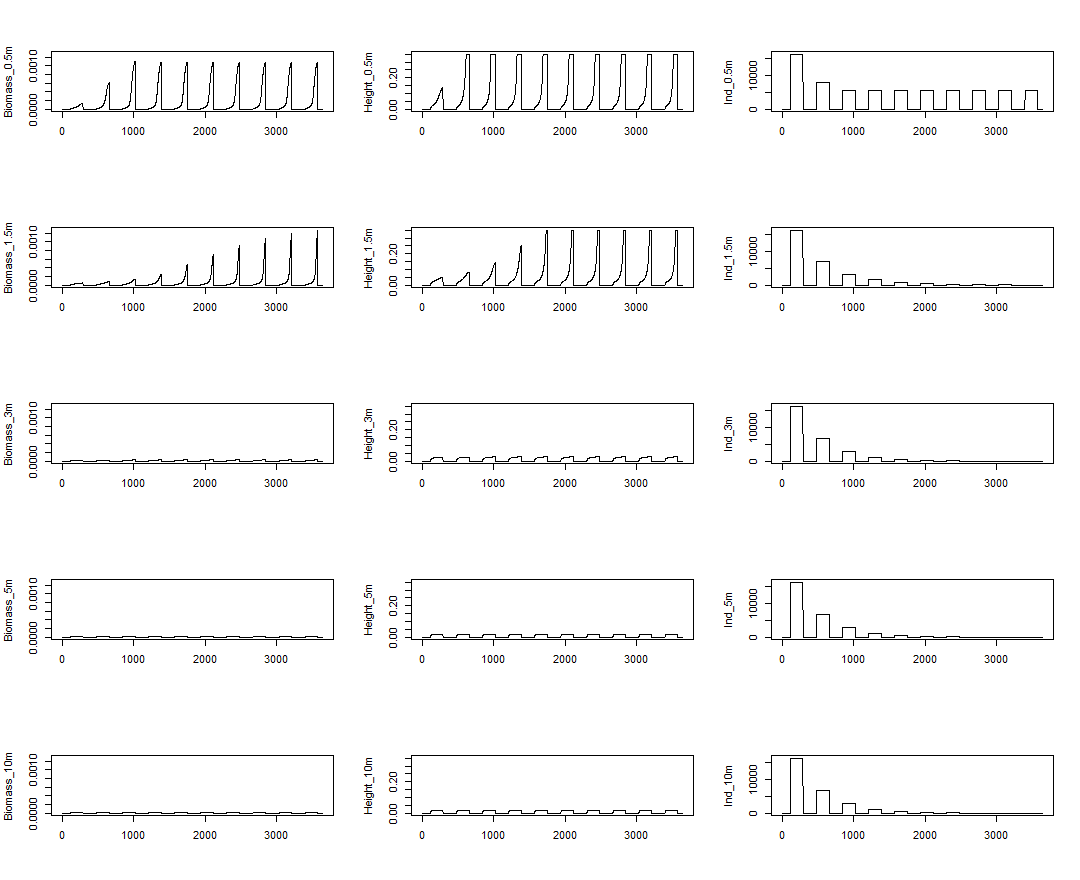 Biomass_0.5m 0.0000 0.0010 0 1000 2000 3000
Height_0.5m 0.00 0.20 0 1000 2000 3000
Ind_0.5m 0 10000 0 1000 2000 3000
Biomass_1.5m 0.0000 0.0010 0 1000 2000 3000
Height_1.5m 0.00 0.20 0 1000 2000 3000
Ind_1.5m 0 10000 0 1000 2000 3000
Biomass_3m 0.0000 0.0010 0 1000 2000 3000
Height_3m 0.00 0.20 0 1000 2000 3000
Ind_3m 0 10000 0 1000 2000 3000
Biomass_5m 0.0000 0.0010 0 1000 2000 3000
Height_5m 0.00 0.20 0 1000 2000 3000
Ind_5m 0 10000 0 1000 2000 3000
Biomass_10m 0.0000 0.0010 0 1000 2000 3000
Height_10m 0.00 0.20 0 1000 2000 3000
Ind_10m 0 10000 0 1000 2000 3000